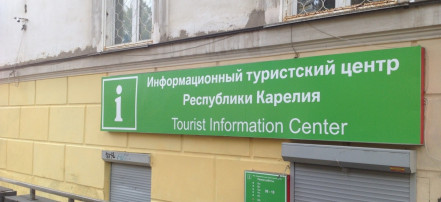 i
Информационный туристский центр
Республики Карелия
Tourist Information Center